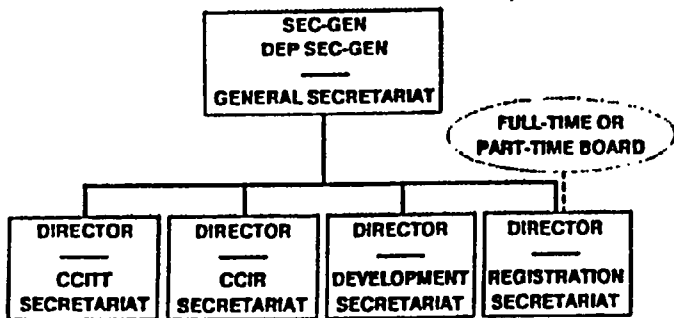 SEC-GEN
DEP SEC-GEN
GENERAL SECRETARIAT
FULL-TIME OR
PART-TIME BOARD
DIRECTOR
CCITT
SECRETARIAT
DIRECTOR
CCIR
SECRETARIAT
DIRECTOR
DEVELOPMENT
SECRETARIAT
DIRECTOR
REGISTRATION
SECRETARIAT